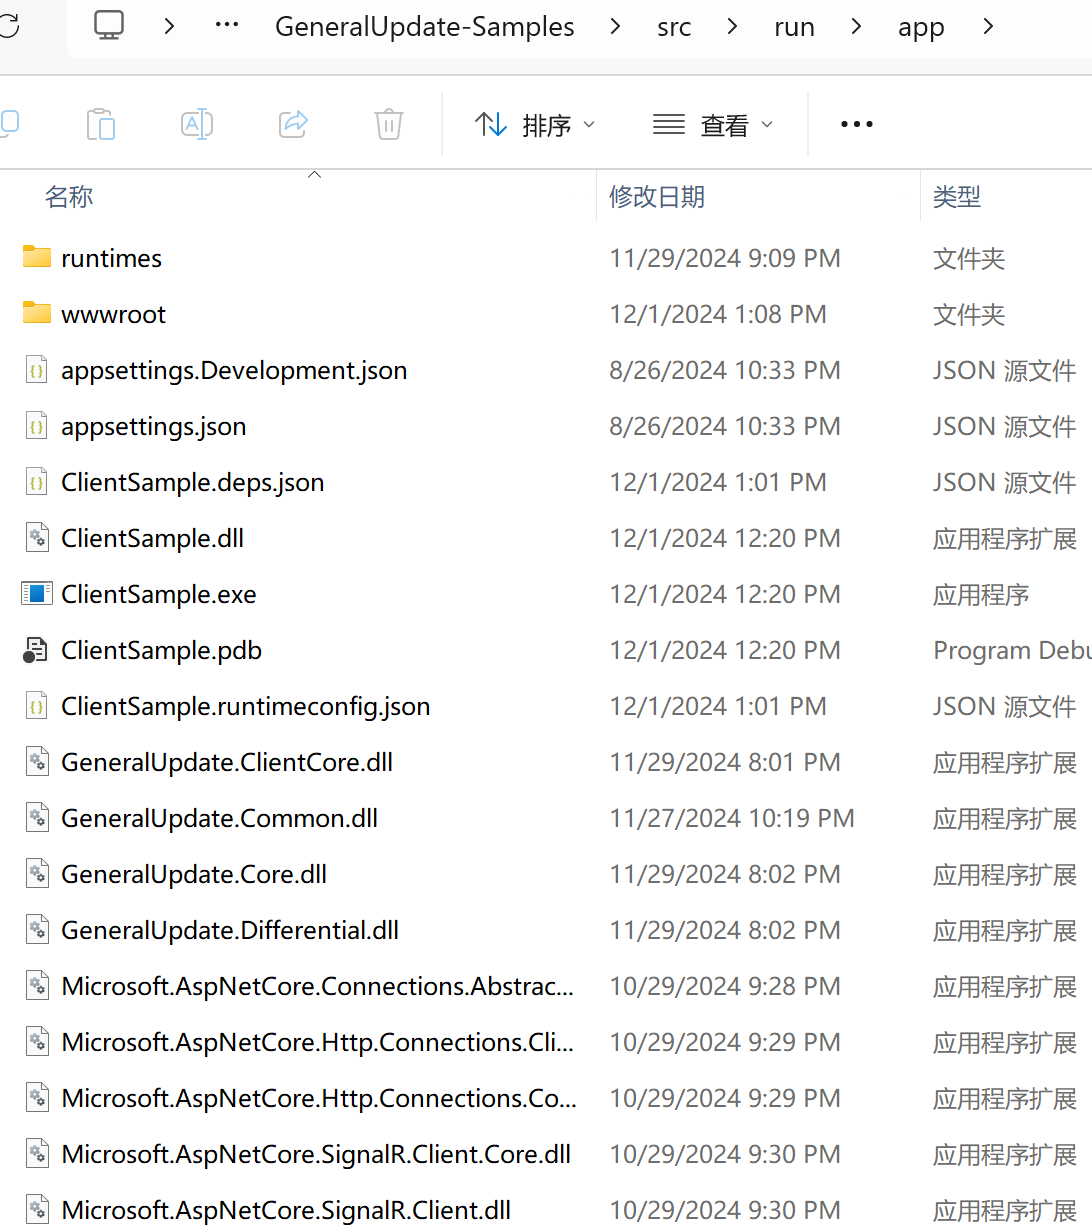 GeneralUpdate-Samples > src > run > app >
排序 查看
名称 修改日期 类型
runtimes 11/29/2024 9:09 PM 文件夹
wwwroot 12/1/2024 1:08 PM 文件夹
appsettings.Development.json 8/26/2024 10:33 PM JSON 源文件
appsettings.json 8/26/2024 10:33 PM JSON 源文件
ClientSample.deps.json 12/1/2024 1:01 PM JSON 源文件
ClientSample.dll 12/1/2024 12:20 PM 应用程序扩展
ClientSample.exe 12/1/2024 12:20 PM 应用程序
ClientSample.pdb 12/1/2024 12:20 PM Program Debu
ClientSample.runtimeconfig.json 12/1/2024 1:01 PM JSON 源文件
GeneralUpdate.ClientCore.dll 11/29/2024 8:01 PM 应用程序扩展
GeneralUpdate.Common.dll 11/27/2024 10:19 PM 应用程序扩展
GeneralUpdate.Core.dll 11/29/2024 8:02 PM 应用程序扩展
GeneralUpdate.Differential.dll 11/29/2024 8:02 PM 应用程序扩展
Microsoft.AspNetCore.Connections.Abstrac... 10/29/2024 9:28 PM 应用程序扩展
Microsoft.AspNetCore.Http.Connections.Cli... 10/29/2024 9:29 PM 应用程序扩展
Microsoft.AspNetCore.Http.Connections.Co... 10/29/2024 9:29 PM 应用程序扩展
Microsoft.AspNetCore.SignalR.Client.Core.dll 10/29/2024 9:30 PM 应用程序扩展
Microsoft.AspNetCore.SignalR.Client.dll 10/29/2024 9:30 PM 应用程序扩展